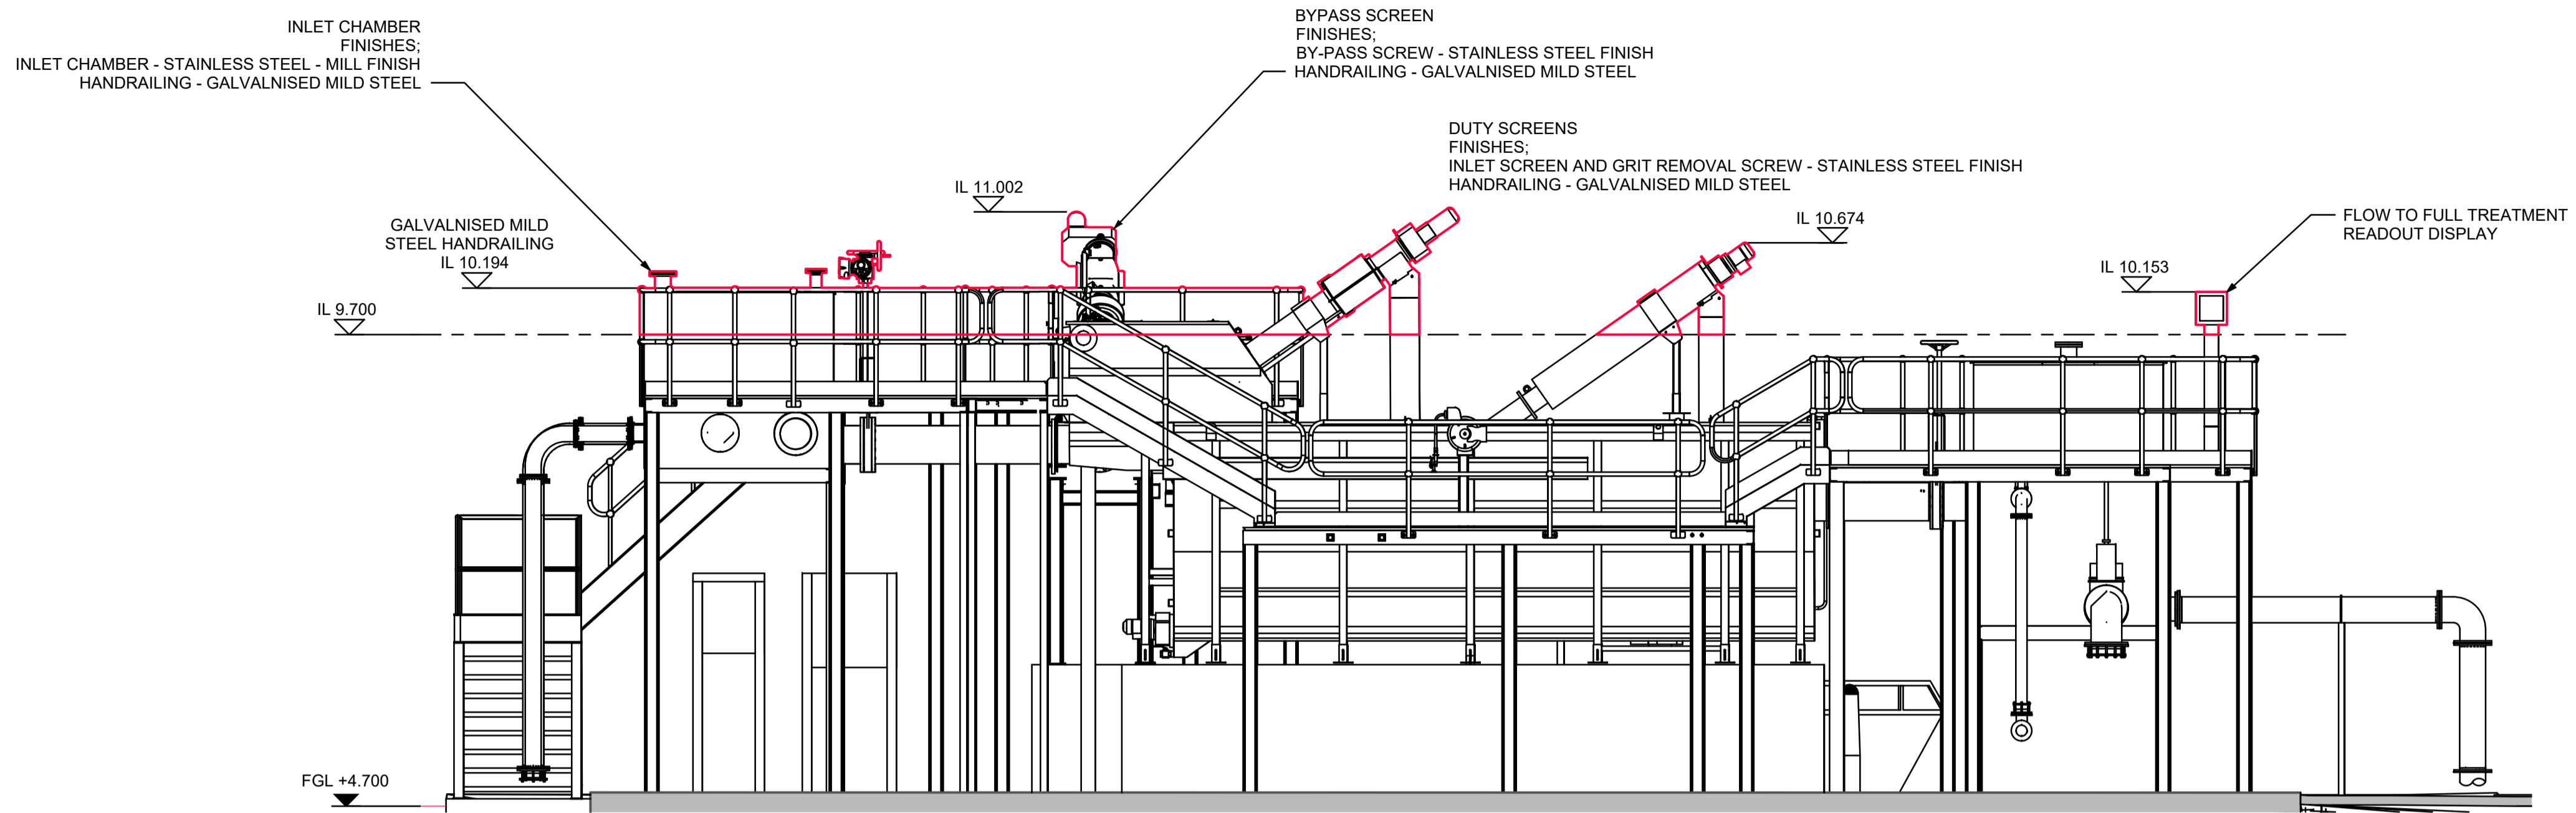 INLET CHAMBER
FINISHES;
INLET CHAMBER - STAINLESS STEEL - MILL FINISH
HANDRAILING - GALVALNISED MILD STEEL
BYPASS SCREEN
FINISHES;
BY-PASS SCREW - STAINLESS STEEL FINISH
HANDRAILING - GALVALNISED MILD STEEL
DUTY SCREENS
FINISHES;
INLET SCREEN AND GRIT REMOVAL SCREW - STAINLESS STEEL FINISH
HANDRAILING - GALVALNISED MILD STEEL
IL 11.002
IL 10.674
FLOW TO FULL TREATMENT
READOUT DISPLAY
GALVALNISED MILD
STEEL HANDRAILING
IL 10.194
IL 10.153
IL 9.700
FGL +4.700